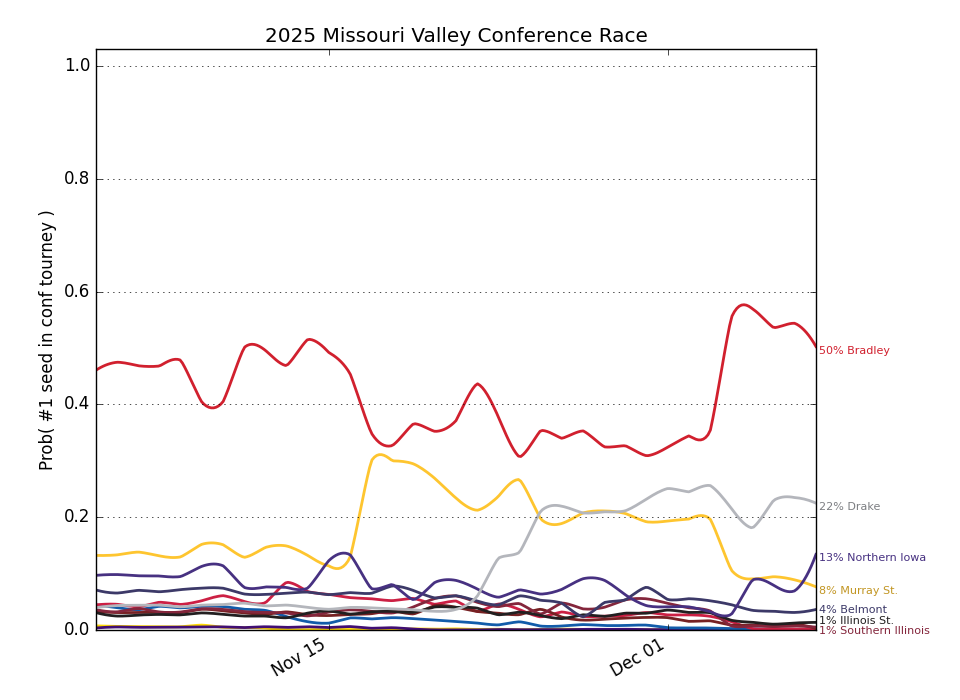 2025 Missouri Valley Conference Race
Prob( #1 seed in conf tourney )
1.0
0.8
0.6
0.4
0.2
0.0
Nov 15
Dec 01
50% Bradley
22% Drake
13% Northern Iowa
8% Murray St.
4% Belmont
1% Illinois St.
1% Southern Illinois